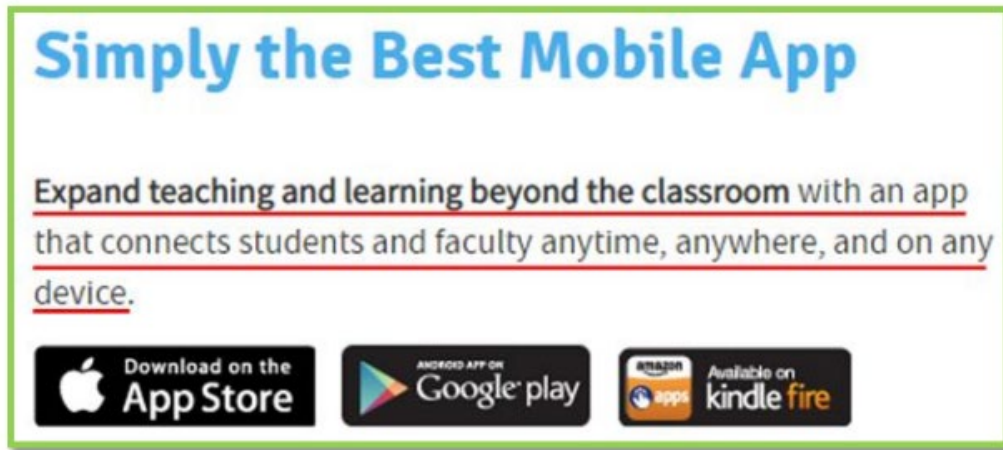 Simply the Best Mobile App
Expand teaching and learning beyond the classroom with an app
that connects students and faculty anytime, anywhere, and on any
device.
Download on the
App Store
ANDROID APP ON
Google play
amazon
apps
Available on
kindle fire